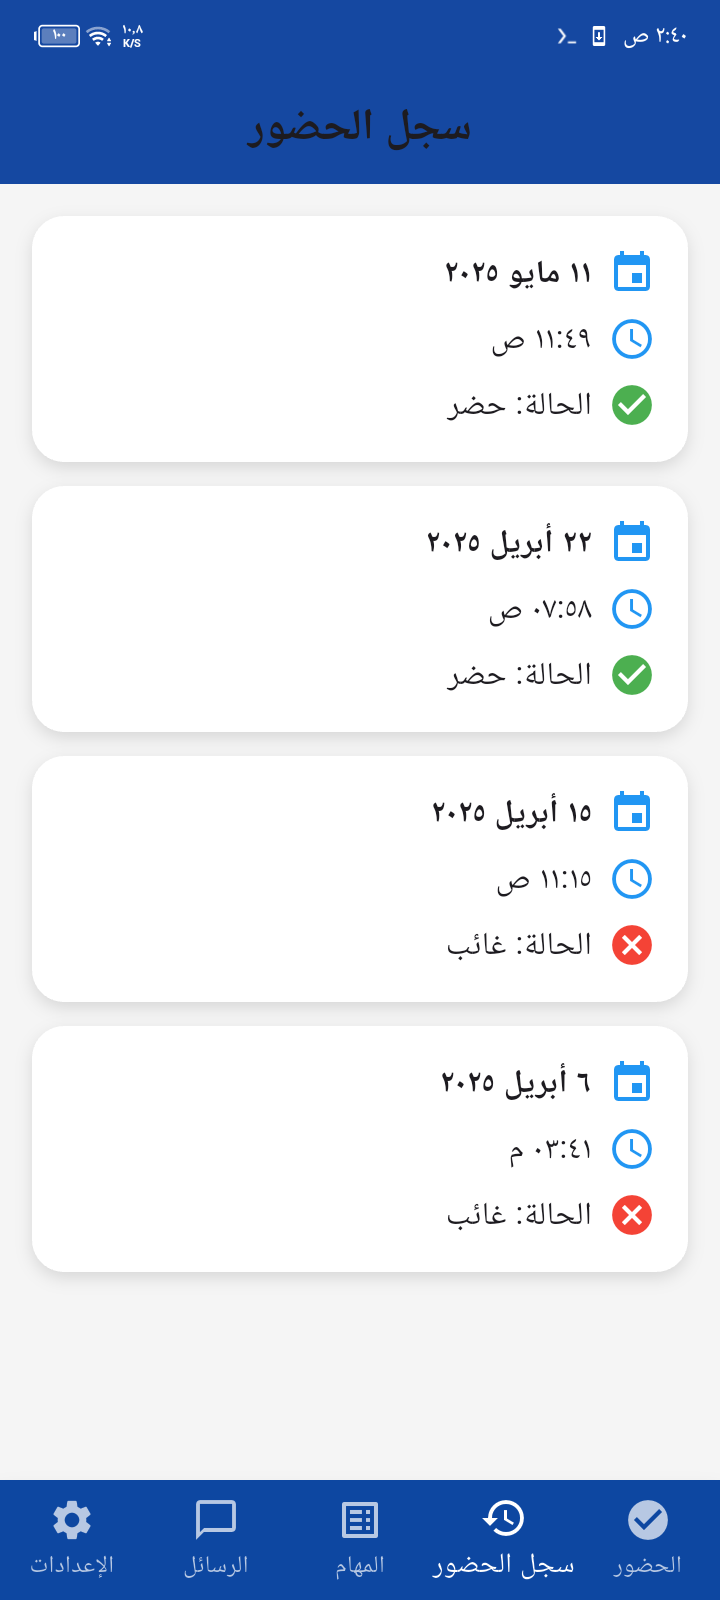 ٢:٤٠ ص
١٠,٨
K/S
١٠٠
سجل الحضور
١١ مايو ٢٠٢٥
١١:٤٩ ص
الحالة: حضر
٢٢ أبريل ٢٠٢٥
٠٧:٥٨ ص
الحالة: حضر
١٥ أبريل ٢٠٢٥
١١:١٥ ص
الحالة: غائب
٦ أبريل ٢٠٢٥
٠٣:٤١ م
الحالة: غائب
الحضور
سجل الحضور
المهام
الرسائل
الإعدادات